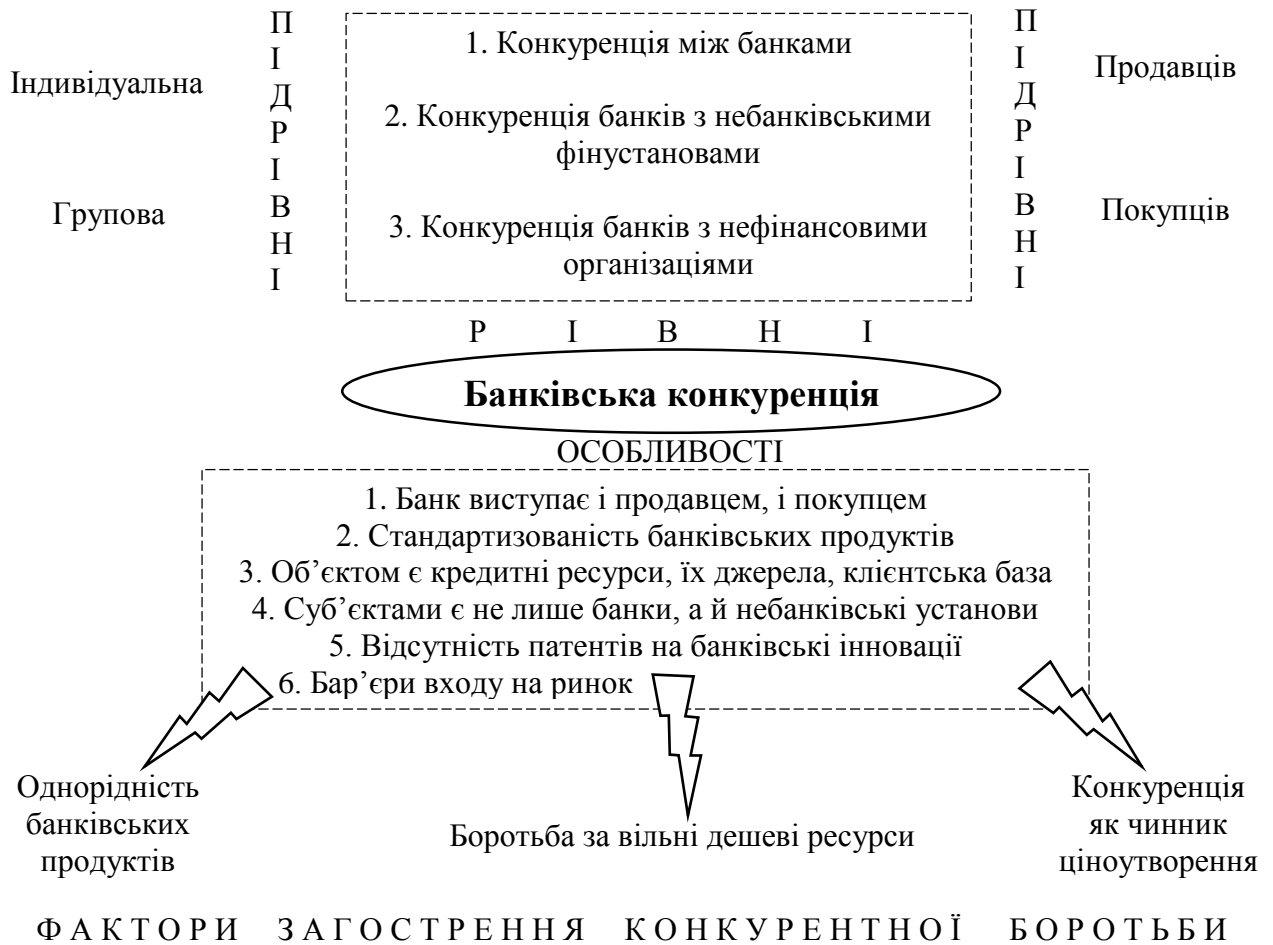 Індивідуальна
Групова
ПІДРІВНІ
1. Конкуренція між банками
2. Конкуренція банків з небанківськими
фінустановами
3. Конкуренція банків з нефінансовими
організаціями
ПІДРІВНІ
Продавців
Покупців
Р І В Н І
Банківська конкуренція
ОСОБЛИВОСТІ
1. Банк виступає і продавцем, і покупцем
2. Стандартизованість банківських продуктів
3. Об’єктом є кредитні ресурси, їх джерела, клієнтська база
4. Суб’єктами є не лише банки, а й небанківські установи
5. Відсутність патентів на банківські інновації
6. Бар’єри входу на ринок
Однорідність
банківських
продуктів
Боротьба за вільні дешеві ресурси
Конкуренція
як чинник
ціноутворення
Ф А К Т О Р И З А Г О С Т Р Е Н Н Я К О Н К У Р Е Н Т Н О Ї Б О Р О Т Ь Б И